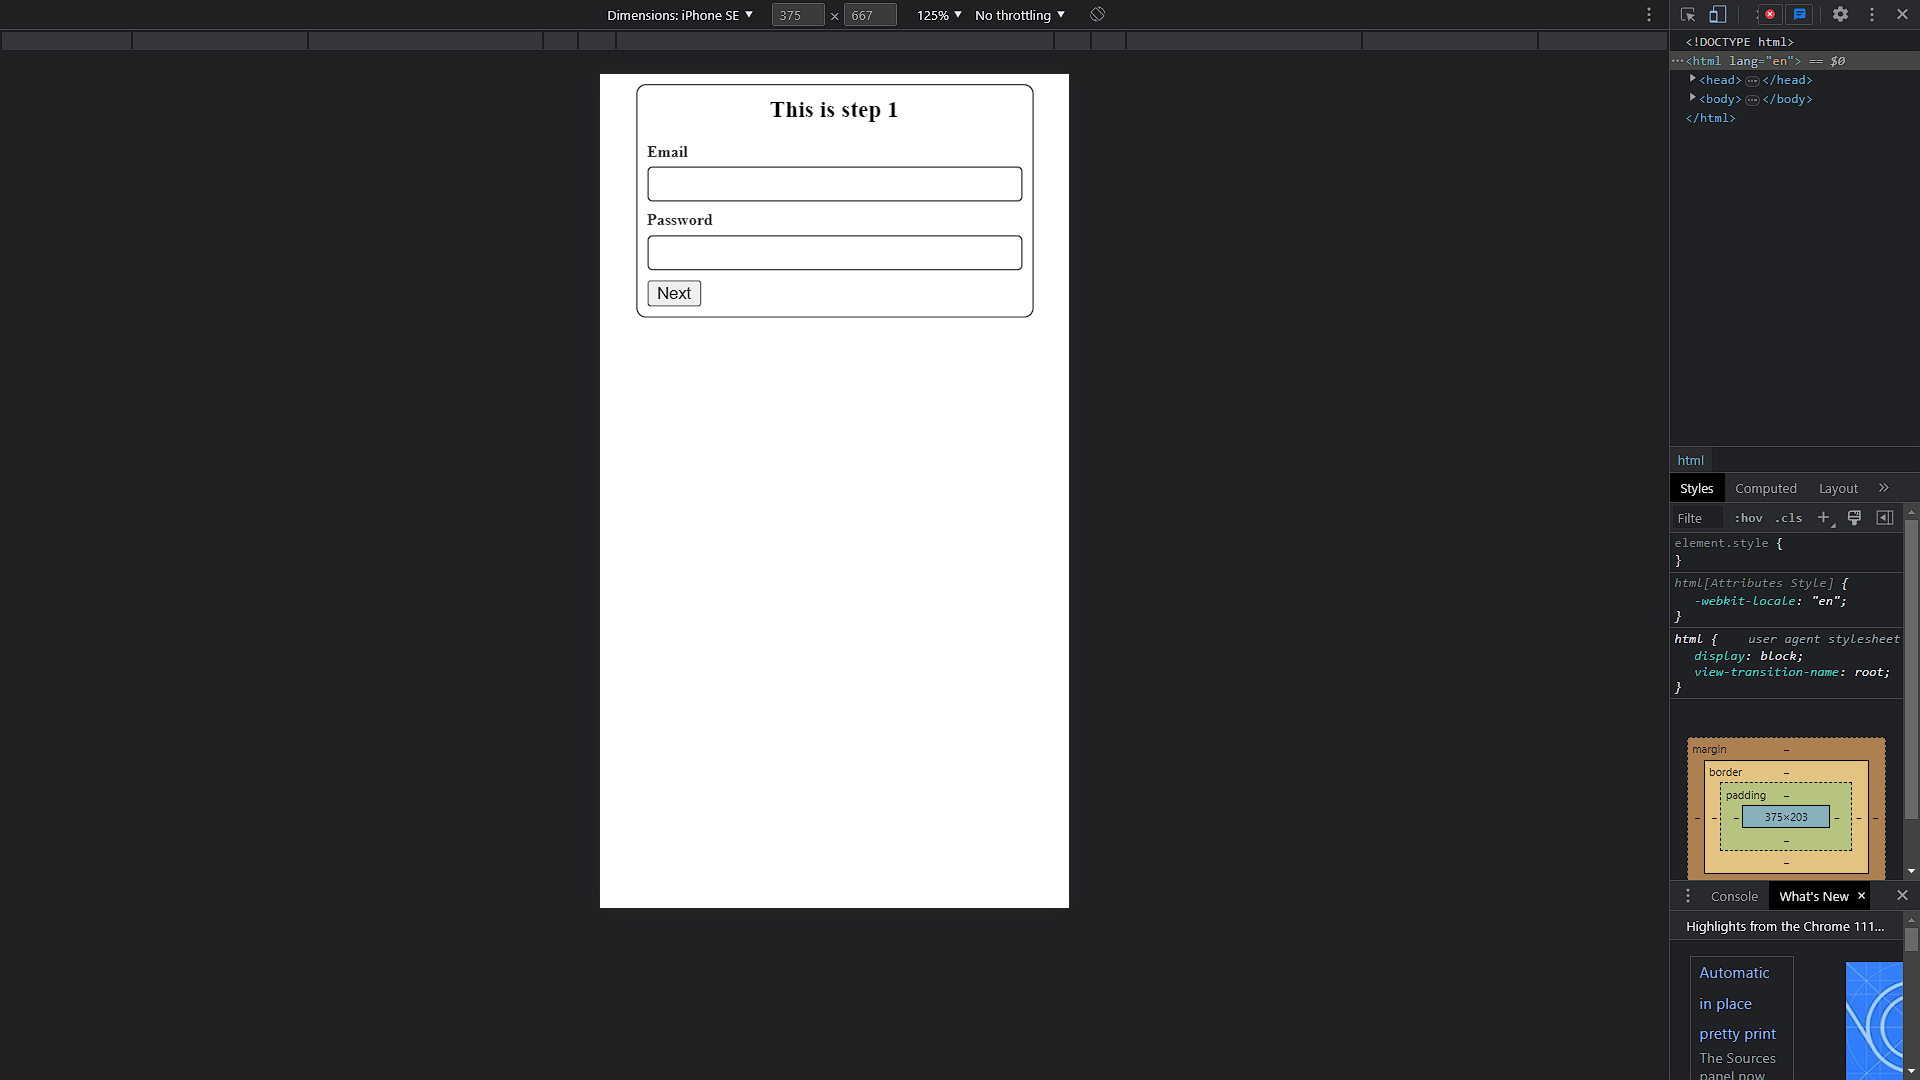 Dimensions: iPhone SE ▼ 375 × 667 125% ▼ No throttling ▼
This is step 1
Email
Password
Next
<!DOCTYPE html>
⋯<html lang="en"> == $0
<head> ⋯ </head>
<body> ⋯ </body>
</html>
html
Styles Computed Layout »
Filte :hov .cls +
element.style {
}
html[Attributes Style] {
-webkit-locale: "en";
}
html { user agent stylesheet
display: block;
view-transition-name: root;
}
margin –
border –
padding –
– – – 375×203 – – –
–
–
Console What's New ×
Highlights from the Chrome 111...
Automatic
in place
pretty print
The Sources
panel now